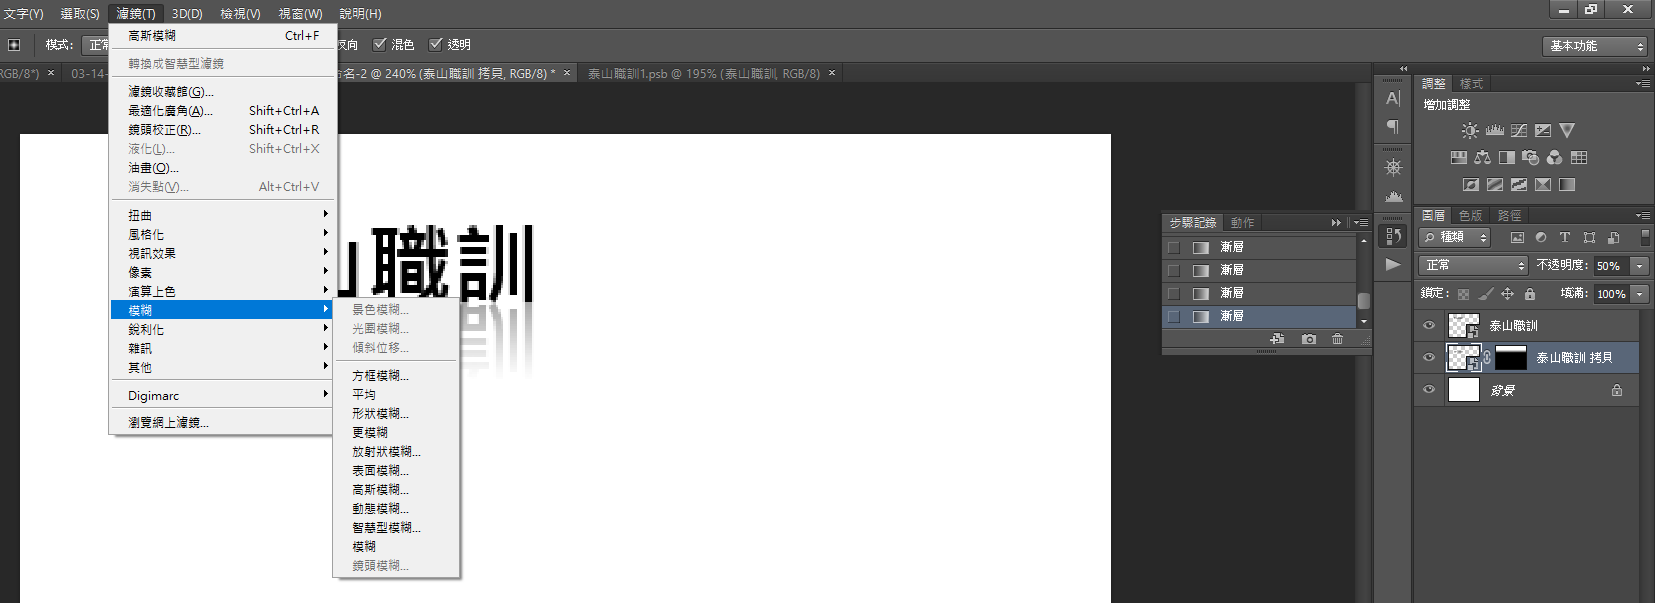 文字(Y) 選取(S) 濾鏡(T) 3D(D) 檢視(V) 視窗(W) 說明(H)
模式: 正常 反向 混色 透明 基本功能
RGB/8*) × 03-14- 名-2 @ 240% (泰山職訓 拷貝, RGB/8) * × 泰山職訓1.psb @ 195% (泰山職訓, RGB/8) ×
高斯模糊 Ctrl+F
轉換成智慧型濾鏡
濾鏡收藏館(G)...
最適化廣角(A)... Shift+Ctrl+A
鏡頭校正(R)... Shift+Ctrl+R
液化(L)... Shift+Ctrl+X
油畫(O)...
消失點(V)... Alt+Ctrl+V
扭曲
風格化
視訊效果
像素
演算上色
模糊
銳利化
雜訊
其他
Digimarc
瀏覽網上濾鏡...
景色模糊...
光圈模糊...
傾斜位移...
方框模糊...
平均
形狀模糊...
更模糊
放射狀模糊...
表面模糊...
高斯模糊...
動態模糊...
智慧型模糊...
模糊
鏡頭模糊...
山職訓
步驟記錄 動作
漸層
漸層
漸層
漸層
調整 樣式
增加調整
圖層 色版 路徑
種類
正常 不透明度: 50%
鎖定: 填滿: 100%
泰山職訓
泰山職訓 拷貝
背景